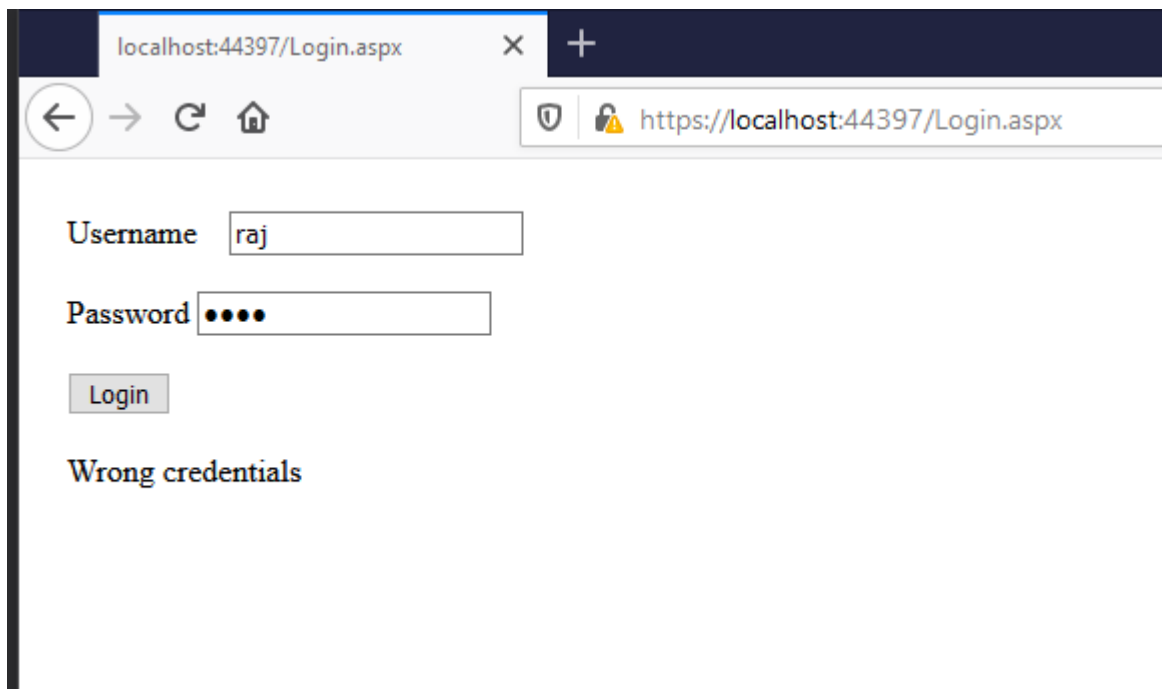 localhost:44397/Login.aspx
https://localhost:44397/Login.aspx
Username raj
Password ••••
Login
Wrong credentials